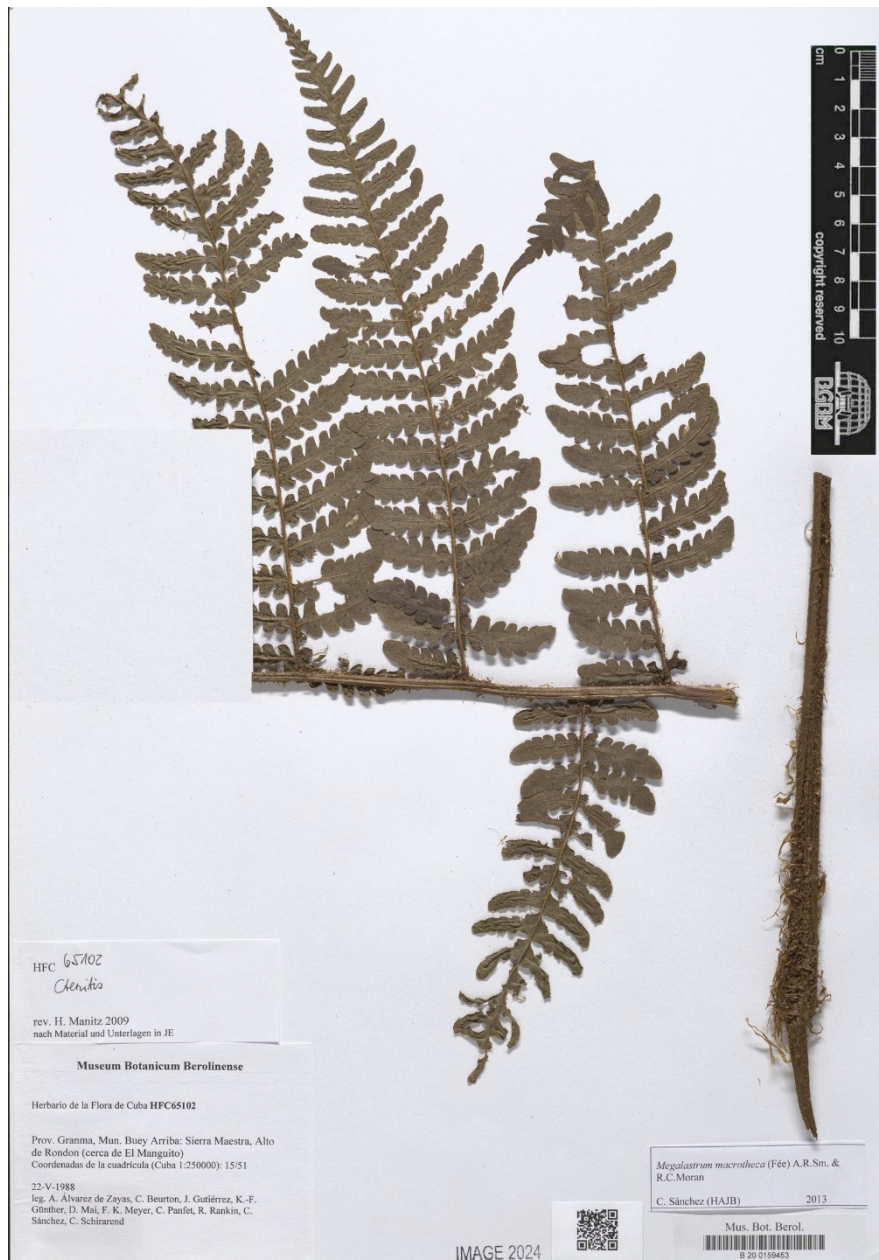 cm
0
1
2
3
4
5
6
7
8
9
10
copyright reserved
BGBM
HFC 65102
Ctenitis
rev. H. Manitz 2009
nach Material und Unterlagen in JE
Museum Botanicum Berolinense
Herbario de la Flora de Cuba HFC65102
Prov. Granma, Mun. Buey Arriba: Sierra Maestra, Alto
de Rondon (cerca de El Manguito)
Coordenadas de la cuadrícula (Cuba 1:250000): 15/51
22-V-1988
leg. A. Álvarez de Zayas, C. Beurton, J. Gutiérrez, K.-F.
Günther, D. Mai, F. K. Meyer, C. Panfet, R. Rankin, C.
Sánchez, C. Schirarend
Megalastrum macrotheca (Fée) A.R.Sm. &
R.C.Moran
C. Sánchez (HAJB) 2013
Mus. Bot. Berol.
B 20 0159453
IMAGE 2024